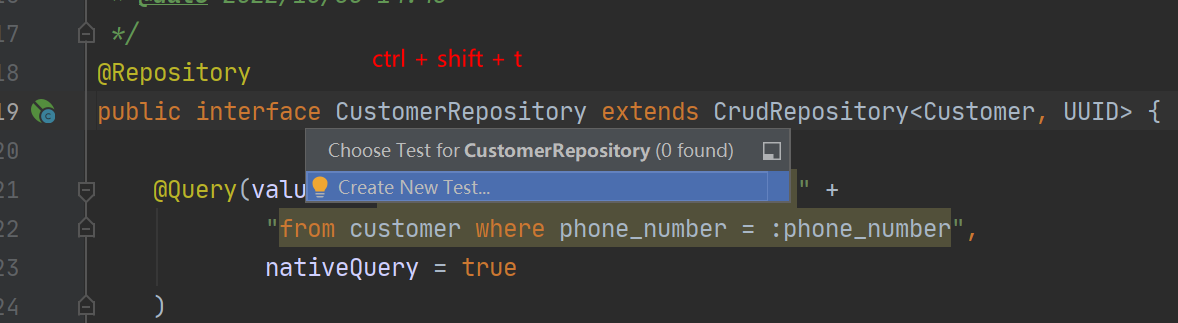 17 */
ctrl + shift + t
18 @Repository
19 public interface CustomerRepository extends CrudRepository<Customer, UUID> {
Choose Test for CustomerRepository (0 found)
20
Create New Test...
21 @Query(valu " +
22 "from customer where phone_number = :phone_number",
23 nativeQuery = true
24 )